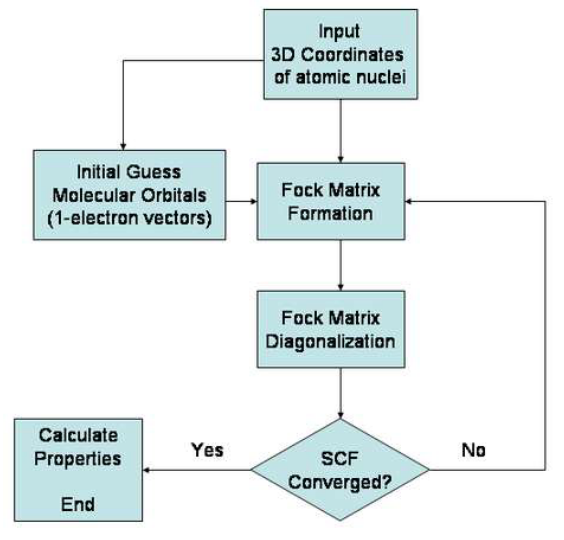 Input
3D Coordinates
of atomic nuclei
Initial Guess
Molecular Orbitals
(1-electron vectors)
Fock Matrix
Formation
Fock Matrix
Diagonalization
SCF
Converged?
Yes
No
Calculate
Properties
End